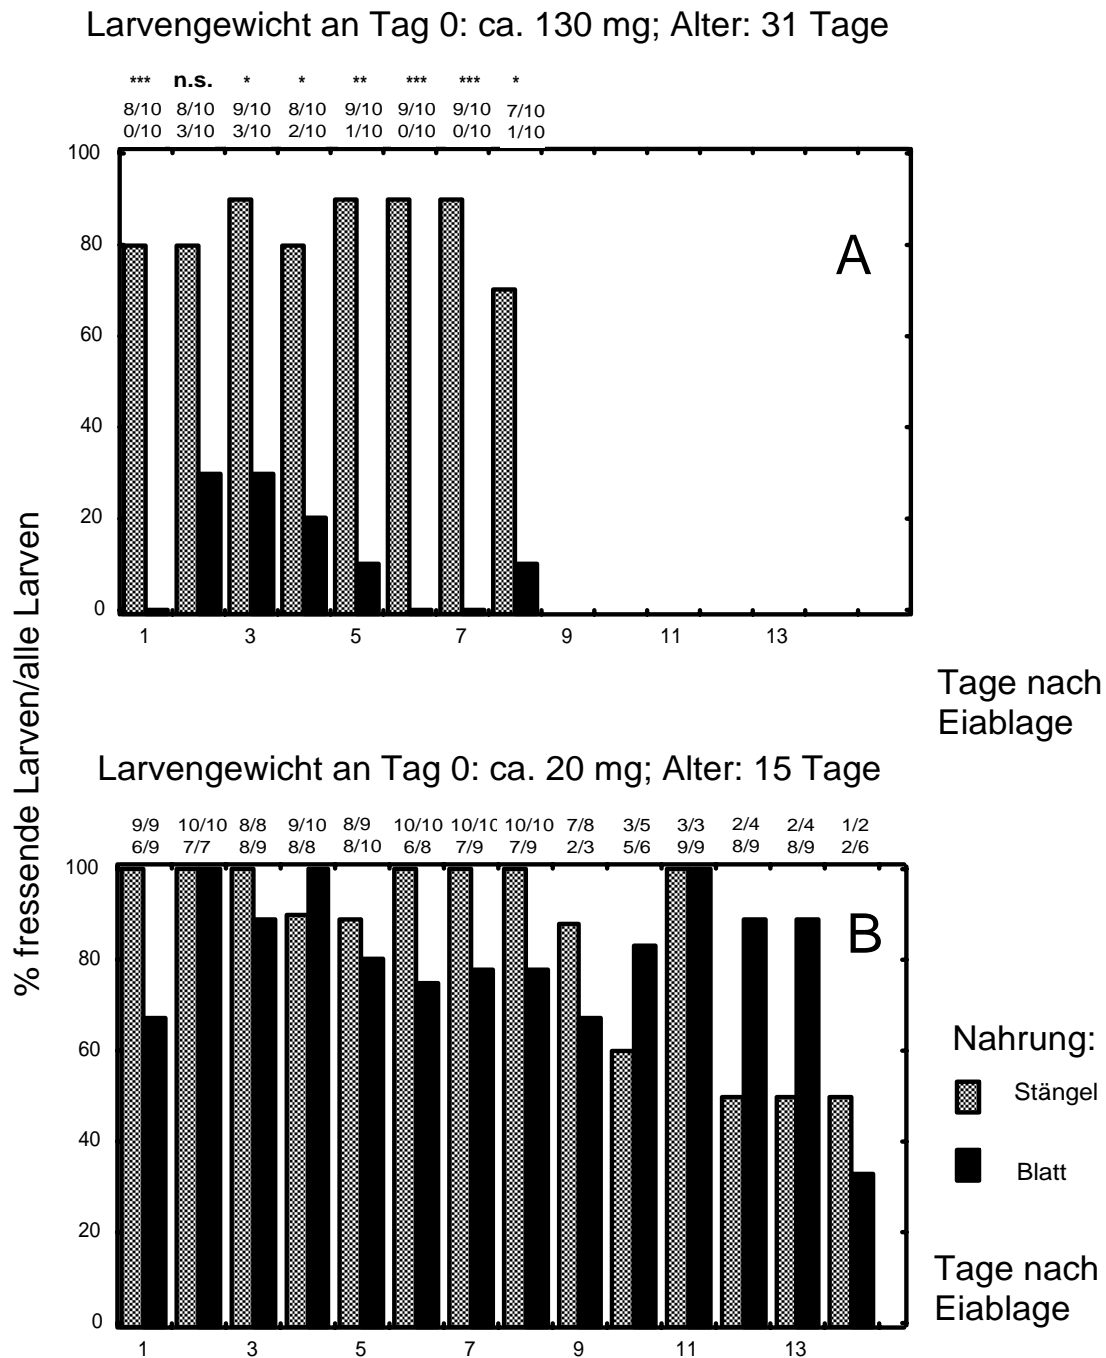 Larvengewicht an Tag 0: ca. 130 mg; Alter: 31 Tage
*** n.s. * * ** *** *** *
8/10 8/10 9/10 8/10 9/10 9/10 9/10 7/10
0/10 3/10 3/10 2/10 1/10 0/10 0/10 1/10
100
80
60
40
20
0
A
1 3 5 7 9 11 13
Tage nach
Eiablage
% fressende Larven/alle Larven
Larvengewicht an Tag 0: ca. 20 mg; Alter: 15 Tage
9/9 10/10 8/8 9/10 8/9 10/10 10/10 10/10 7/8 3/5 3/3 2/4 2/4 1/2
6/9 7/7 8/9 8/8 8/10 6/8 7/9 7/9 2/3 5/6 9/9 8/9 8/9 2/6
100
80
60
40
20
0
B
Nahrung:
Stängel
Blatt
1 3 5 7 9 11 13
Tage nach
Eiablage